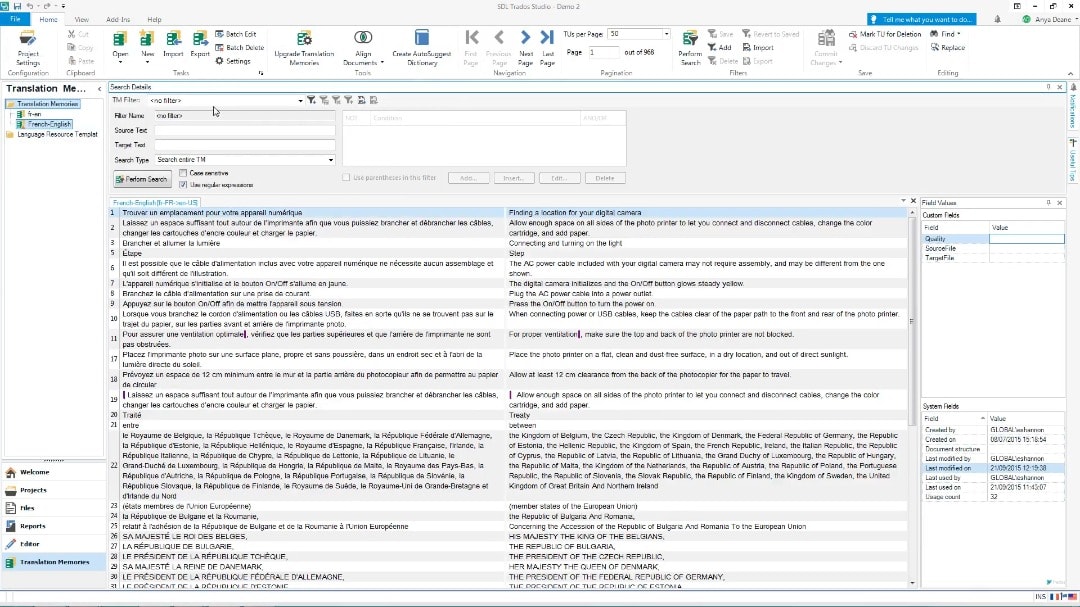 SDL Trados Studio - Demo 2
File Home View Add-Ins Help
Tell me what you want to do...
Anya Deane
Project Settings
Configuration
Cut
Copy
Paste
Clipboard
Open
New
Import
Export
Batch Edit
Batch Delete
Settings
Tasks
Upgrade Translation Memories
Align Documents
Create AutoSuggest Dictionary
Tools
First Page
Previous Page
Next Page
Last Page
Navigation
TUs per Page: 50
Page 1 out of 968
Pagination
Perform Search
Save
Add
Delete
Revert to Saved
Import
Export
Filters
Commit Changes
Mark TU for Deletion
Discard TU Changes
Save
Find
Replace
Editing
Translation Me...
Translation Memories
fr-en
French-English
Language Resource Templat
Welcome
Projects
Files
Reports
Editor
Translation Memories
Search Details
TM Filter: <no filter>
Filter Name <no filter>
Source Text
Target Text
Search Type Search entire TM
Perform Search
Case sensitive
Use regular expressions
NOT Condition AND/OR
Use parentheses in this filter
Add... Insert... Edit... Delete
Notifications
Useful Tips
French-English[fr-FR->en-US]
1 Trouver un emplacement pour votre appareil numérique Finding a location for your digital camera
2 Laissez un espace suffisant tout autour de l'imprimante afin que vous puissiez brancher et débrancher les câbles, changer les cartouches d'encre couleur et charger le papier. Allow enough space on all sides of the photo printer to let you connect and disconnect cables, change the color cartridge, and add paper.
3 Brancher et allumer la lumière Connecting and turning on the light
5 Étape Step
6 Il est possible que le câble d'alimentation inclus avec votre appareil numérique ne nécessite aucun assemblage et qu'il soit différent de l'illustration. The AC power cable included with your digital camera may not require assembly, and may be different from the one shown.
7 L'appareil numérique s'initialise et le bouton On/Off s'allume en jaune. The digital camera initializes and the On/Off button glows steady yellow.
8 Branchez le câble d'alimentation sur une prise de courant. Plug the AC power cable into a power outlet.
9 Appuyez sur le bouton On/Off afin de mettre l'appareil sous tension Press the On/Off button to turn the power on.
10 Lorsque vous branchez le cordon d'alimentation ou les câbles USB, faites en sorte qu'ils ne se trouvent pas sur le trajet du papier, sur les parties avant et arrière de l'imprimante photo. When connecting power or USB cables, keep the cables clear of the paper path to the front and rear of the photo printer.
11 Pour assurer une ventilation optimale, vérifiez que les parties supérieures et que l'arrière de l'imprimante ne sont pas obstruées. For proper ventilation, make sure the top and back of the photo printer are not blocked.
17 Placez l'imprimante photo sur une surface plane, propre et sans poussière, dans un endroit sec et à l'abri de la lumière directe du soleil. Place the photo printer on a flat, clean and dust-free surface, in a dry location, and out of direct sunlight.
18 Prévoyez un espace de 12 cm minimum entre le mur et la partie arrière du photocopieur afin de permettre au papier de circuler Allow at least 12 cm clearance from the back of the photocopier for the paper to travel.
19 Laissez un espace suffisant tout autour de l'imprimante afin que vous puissiez brancher et débrancher les câbles, changer les cartouches d'encre couleur et charger le papier. Allow enough space on all sides of the photo printer to let you connect and disconnect cables, change the color cartridge, and add paper.
20 Traité Treaty
21 entre between
22 le Royaume de Belgique, la République Tchèque, le Royaume de Danemark, la République Fédérale d'Allemagne, la République d'Estonie, la République Hellénique, le Royaume d'Espagne, la République Française, l'Irlande, la République Italienne, la République de Chypre, la République de Lettonie, la République de Lituanie, le Grand-Duché de Luxembourg, la République de Hongrie, la République de Malte, le Royaume des Pays-Bas, la République d'Autriche, la République de Pologne, la République Portugaise, la République de Slovénie, la République Slovaque, la République de Finlande, le Royaume de Suède, le Royaume-Uni de Grande-Bretagne et d'Irlande du Nord the Kingdom of Belgium, the Czech Republic, the Kingdom of Denmark, the Federal Republic of Germany, the Republic of Estonia, the Hellenic Republic, the Kingdom of Spain, the French Republic, Ireland, the Italian Republic, the Republic of Cyprus, the Republic of Latvia, the Republic of Lithuania, the Grand Duchy of Luxembourg, the Republic of Hungary, the Republic of Malta, the Kingdom of the Netherlands, the Republic of Austria, the Republic of Poland, the Portuguese Republic, the Republic of Slovenia, the Slovak Republic, the Republic of Finland, the Kingdom of Sweden, the United Kingdom of Great Britain And Northern Ireland
23 (états membres de l'Union Européenne) (member states of the European Union)
24 la République de Bulgarie et la Roumanie, the Republic of Bulgaria And Romania,
25 relatif à l'adhésion de la République de Bulgarie et de la Roumanie à l'Union Européenne Concerning the Accession of the Republic of Bulgaria And Romania To the European Union
26 SA MAJESTÉ LE ROI DES BELGES, HIS MAJESTY THE KING OF THE BELGIANS,
27 LA RÉPUBLIQUE DE BULGARIE, THE REPUBLIC OF BULGARIA,
28 LE PRÉSIDENT DE LA RÉPUBLIQUE TCHÈQUE, THE PRESIDENT OF THE CZECH REPUBLIC,
29 SA MAJESTÉ LA REINE DE DANEMARK, HER MAJESTY THE QUEEN OF DENMARK,
30 LE PRÉSIDENT DE LA RÉPUBLIQUE FÉDÉRALE D'ALLEMAGNE, THE PRESIDENT OF THE FEDERAL REPUBLIC OF GERMANY,
31 LE PRÉSIDENT DE LA RÉPUBLIQUE D'ESTONIE, THE PRESIDENT OF THE REPUBLIC OF ESTONIA,
Field Values
Custom Fields
Field Value
Quality
SourceFile
TargetFile
System Fields
Field Value
Created by GLOBAL\eshannon
Created on 08/07/2015 15:18:54
Document structure
Last modified by GLOBAL\eshannon
Last modified on 21/09/2015 12:19:38
Last used by GLOBAL\eshannon
Last used on 21/09/2015 11:43:07
Usage count 32
INS